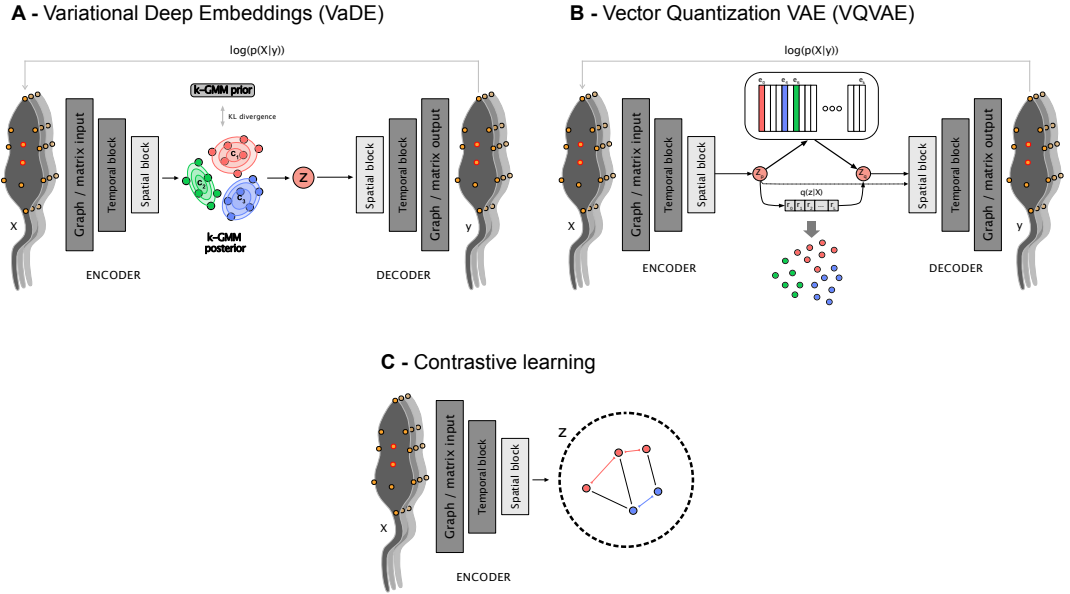 A - Variational Deep Embeddings (VaDE)
log(p(X|y))
k-GMM prior
KL divergence
Graph / matrix input
Temporal block
Spatial block
C₁
C₂
C₃
Z
k-GMM
posterior
Spatial block
Temporal block
Graph / matrix output
X
y
ENCODER
DECODER
B - Vector Quantization VAE (VQVAE)
log(p(X|y))
Graph / matrix input
Temporal block
Spatial block
q(z|X)
Spatial block
Temporal block
Graph / matrix output
X
y
ENCODER
DECODER
C - Contrastive learning
Graph / matrix input
Temporal block
Spatial block
Z
X
ENCODER